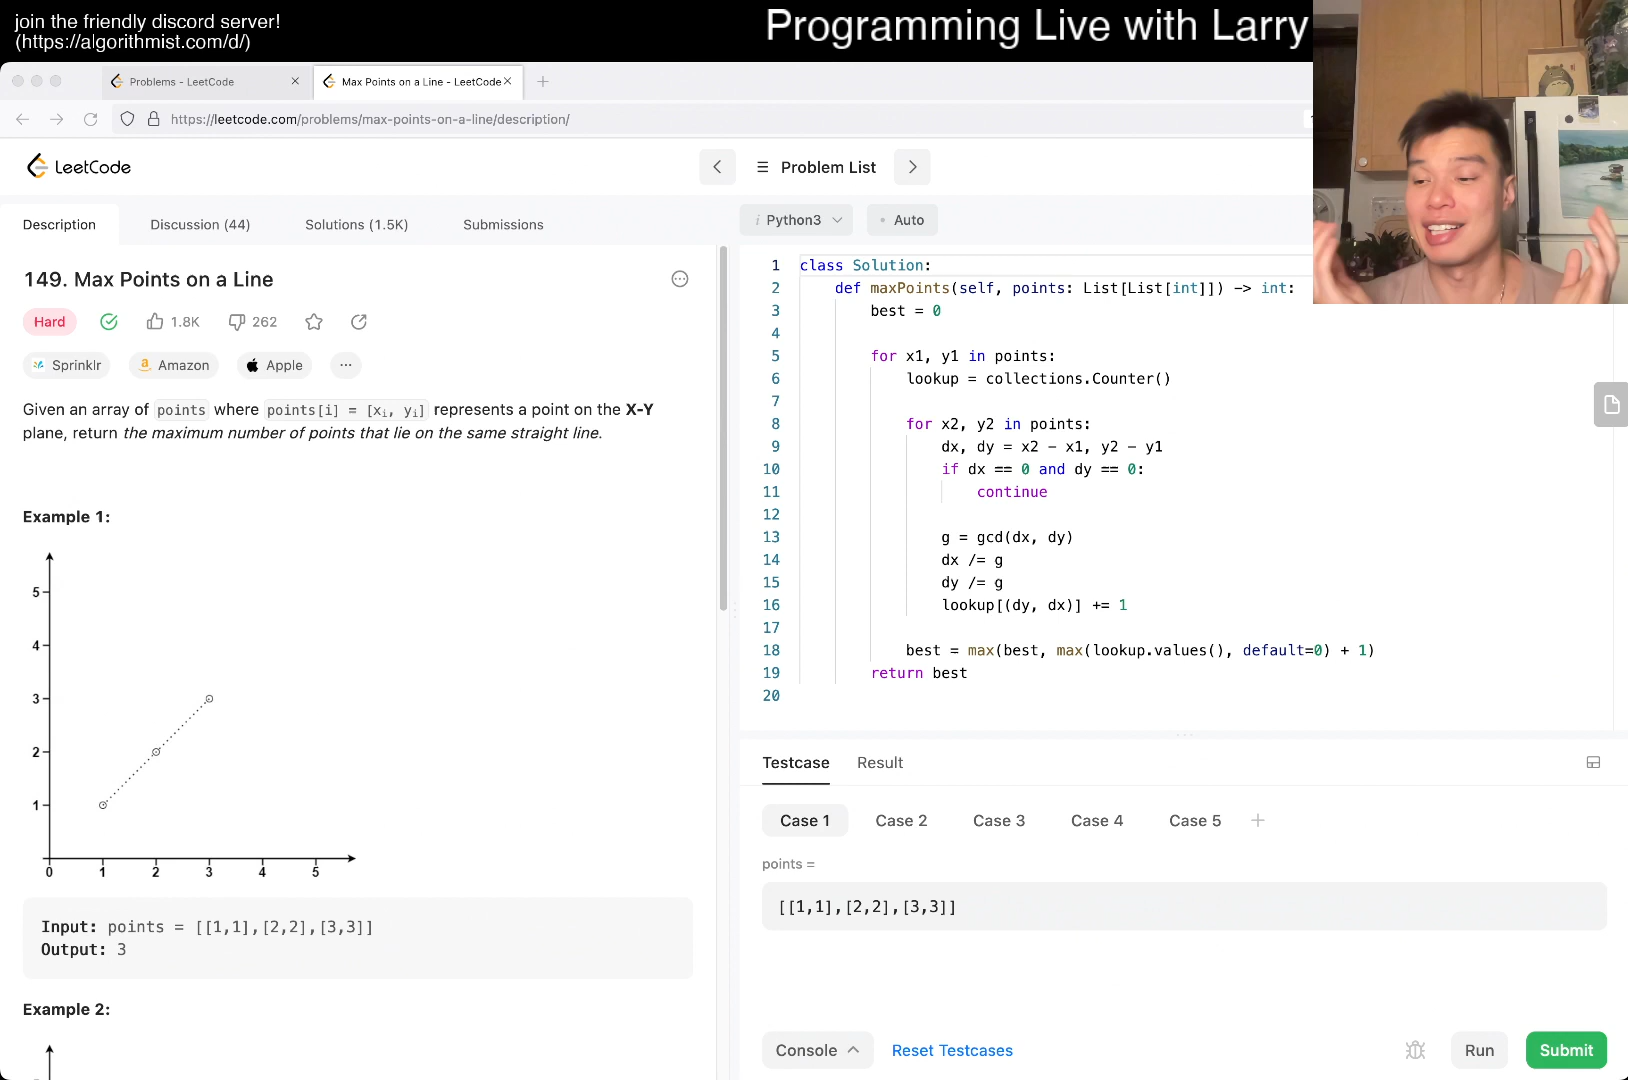 join the friendly discord server!
(https://algorithmist.com/d/)
Programming Live with Larry
Problems - LeetCode
Max Points on a Line - LeetCode
https://leetcode.com/problems/max-points-on-a-line/description/
LeetCode
Problem List
Description
Discussion (44)
Solutions (1.5K)
Submissions
149. Max Points on a Line
Hard
1.8K
262
Sprinklr
Amazon
Apple
...
Given an array of points where points[i] = [xᵢ, yᵢ] represents a point on the X-Y
plane, return the maximum number of points that lie on the same straight line.
Example 1:
5
4
3
2
1
0 1 2 3 4 5
Input: points = [[1,1],[2,2],[3,3]]
Output: 3
Example 2:
i Python3
• Auto
1 class Solution:
2 def maxPoints(self, points: List[List[int]]) -> int:
3 best = 0
4
5 for x1, y1 in points:
6 lookup = collections.Counter()
7
8 for x2, y2 in points:
9 dx, dy = x2 - x1, y2 - y1
10 if dx == 0 and dy == 0:
11 continue
12
13 g = gcd(dx, dy)
14 dx /= g
15 dy /= g
16 lookup[(dy, dx)] += 1
17
18 best = max(best, max(lookup.values(), default=0) + 1)
19 return best
20
Testcase
Result
Case 1
Case 2
Case 3
Case 4
Case 5
points =
[[1,1],[2,2],[3,3]]
Console
Reset Testcases
Run
Submit